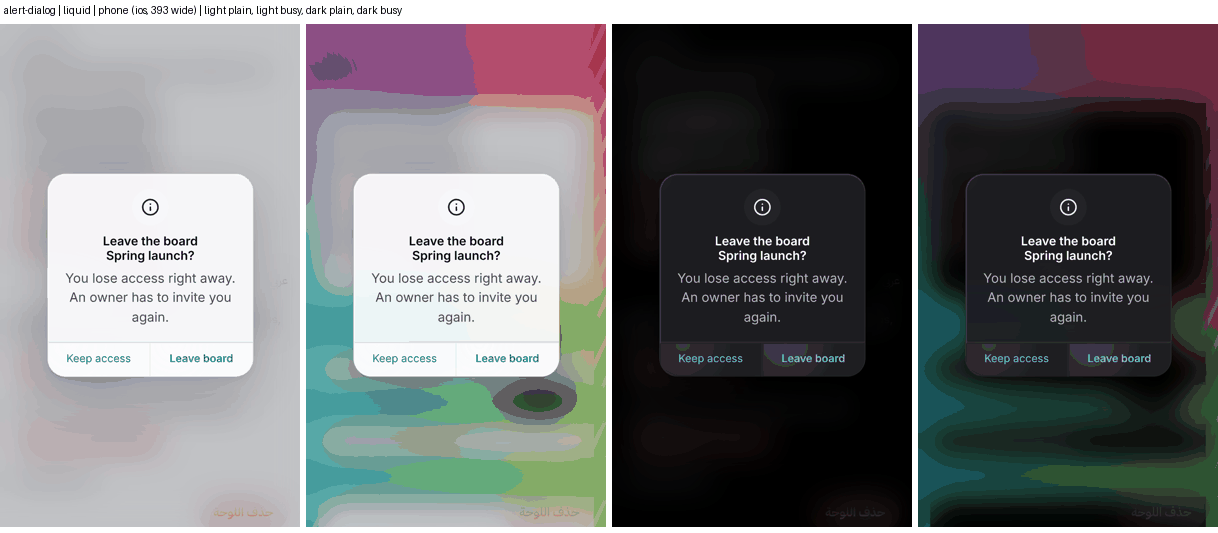 alert-dialog | liquid | phone (ios, 393 wide) | light plain, light busy, dark plain, dark busy
Leave the board
Spring launch?
You lose access right away.
An owner has to invite you
again.
Keep access
Leave board
حذف اللوحة
Leave the board
Spring launch?
You lose access right away.
An owner has to invite you
again.
Keep access
Leave board
حذف اللوحة
Leave the board
Spring launch?
You lose access right away.
An owner has to invite you
again.
Keep access
Leave board
حذف اللوحة
Leave the board
Spring launch?
You lose access right away.
An owner has to invite you
again.
Keep access
Leave board
حذف اللوحة